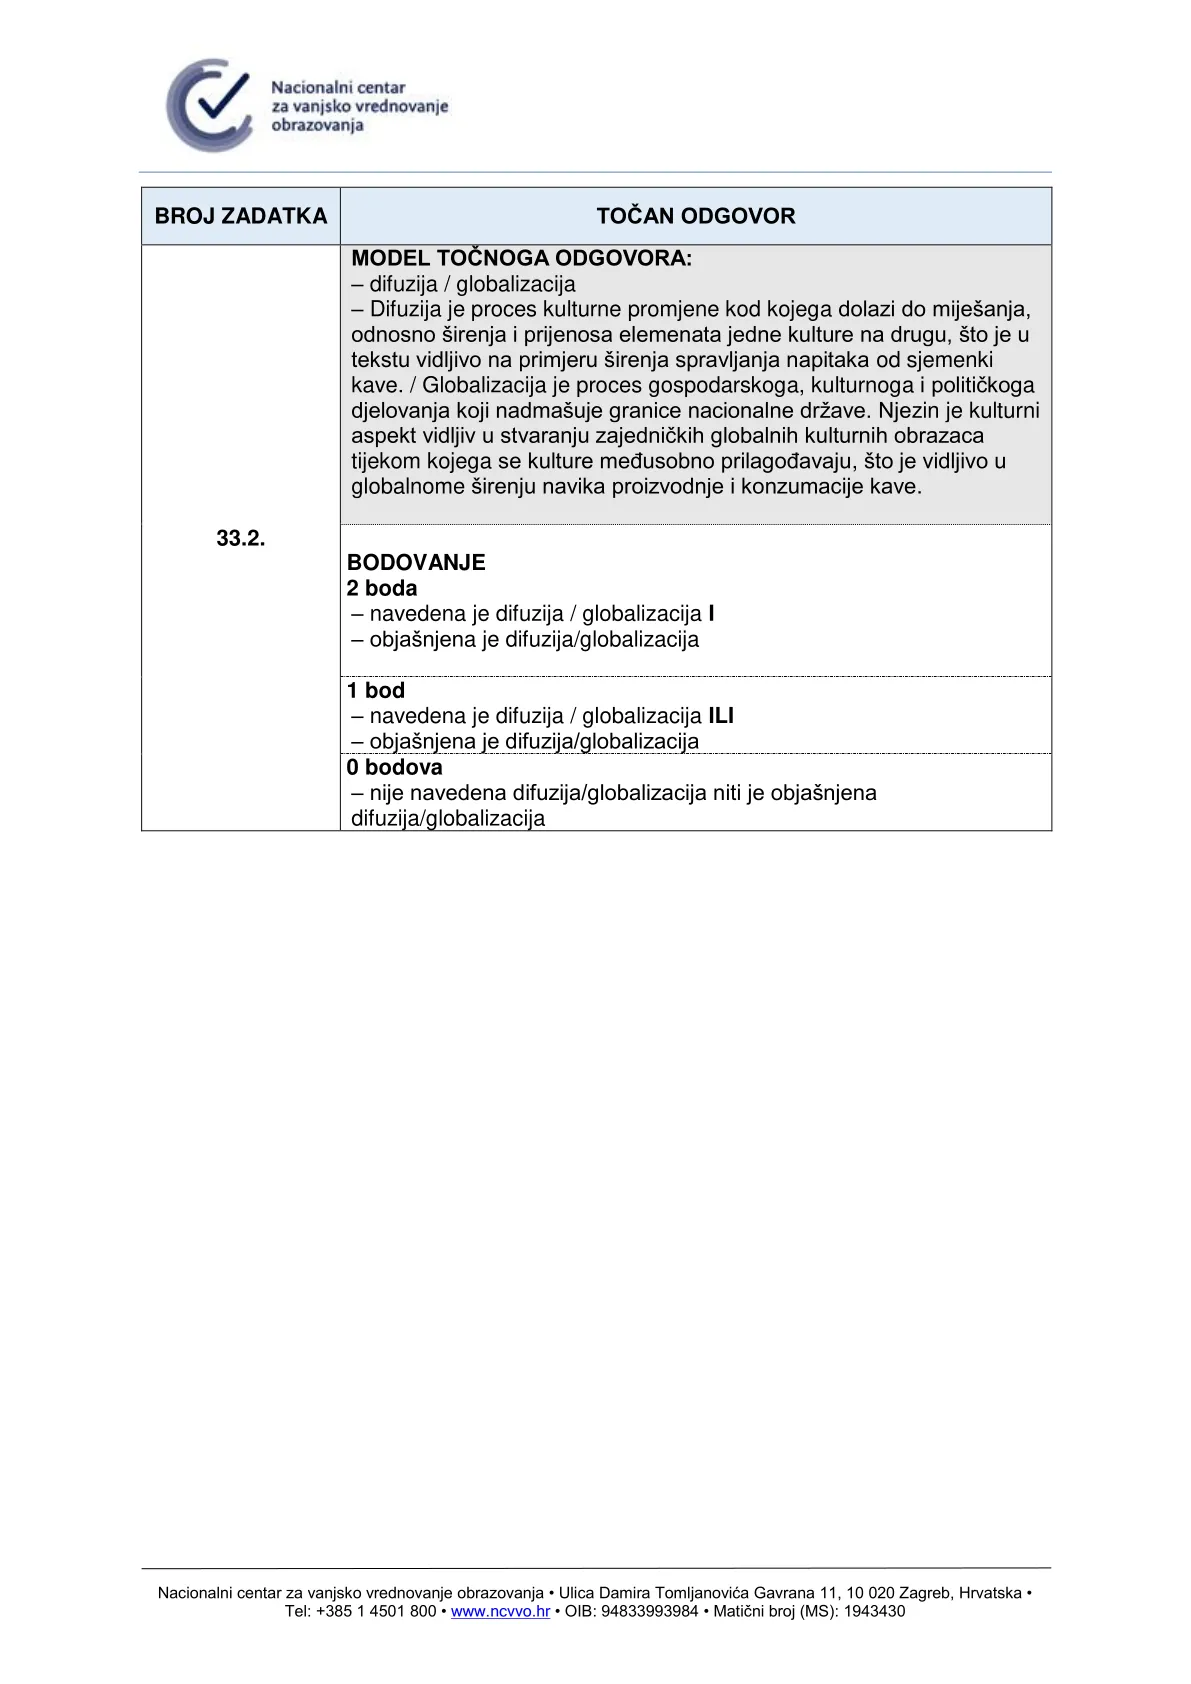 Nacionalni centar
za vanjsko vrednovanje
obrazovanja
BROJ ZADATKA
TOČAN ODGOVOR
33.2.
MODEL TOČNOGA ODGOVORA:
– difuzija / globalizacija
– Difuzija je proces kulturne promjene kod kojega dolazi do miješanja,
odnosno širenja i prijenosa elemenata jedne kulture na drugu, što je u
tekstu vidljivo na primjeru širenja spravljanja napitaka od sjemenki
kave. / Globalizacija je proces gospodarskoga, kulturnoga i političkoga
djelovanja koji nadmašuje granice nacionalne države. Njezin je kulturni
aspekt vidljiv u stvaranju zajedničkih globalnih kulturnih obrazaca
tijekom kojega se kulture međusobno prilagođavaju, što je vidljivo u
globalnome širenju navika proizvodnje i konzumacije kave.
BODOVANJE
2 boda
– navedena je difuzija / globalizacija I
– objašnjena je difuzija/globalizacija
1 bod
– navedena je difuzija / globalizacija ILI
– objašnjena je difuzija/globalizacija
0 bodova
– nije navedena difuzija/globalizacija niti je objašnjena
difuzija/globalizacija
Nacionalni centar za vanjsko vrednovanje obrazovanja • Ulica Damira Tomljanovića Gavrana 11, 10 020 Zagreb, Hrvatska •
Tel: +385 1 4501 800 • www.ncvvo.hr • OIB: 94833993984 • Matični broj (MS): 1943430